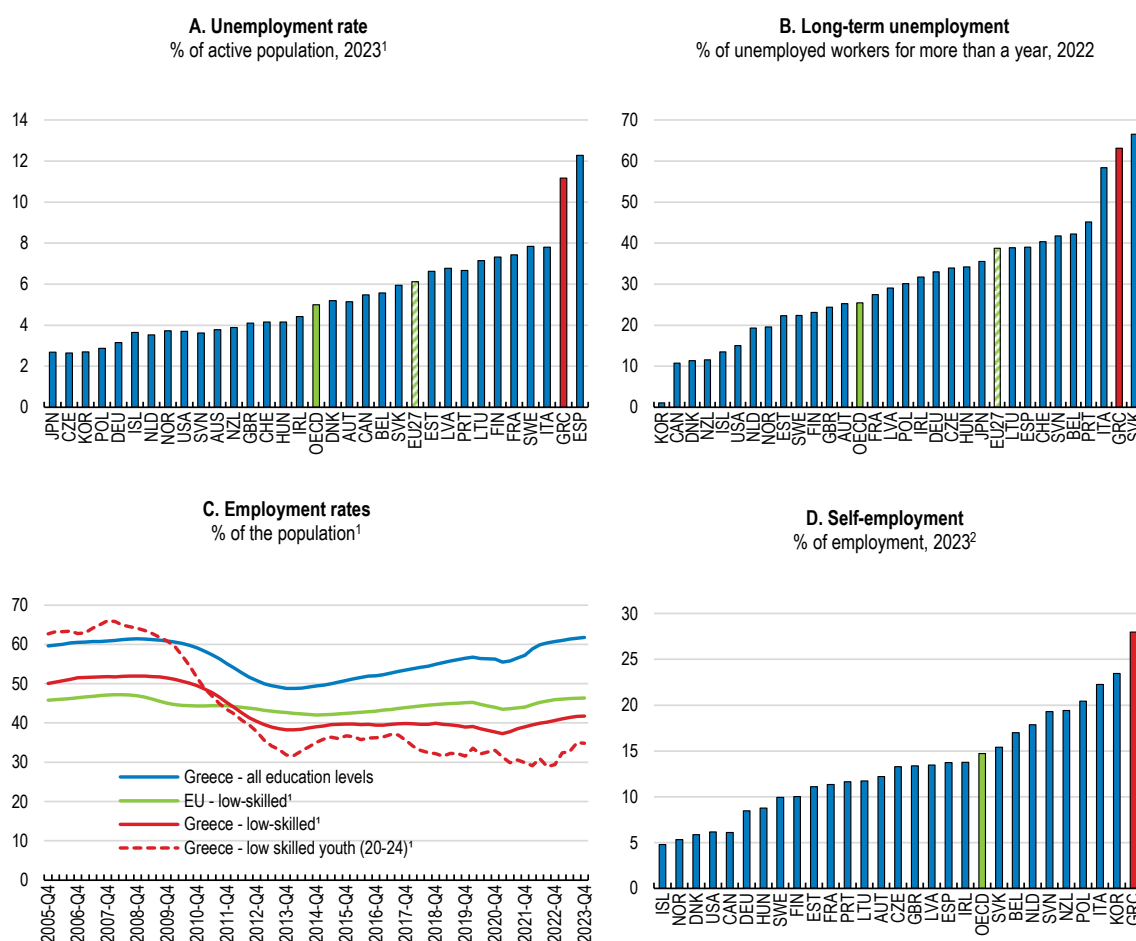 A. Unemployment rate
% of active population, 2023¹
14
12
10
8
6
4
2
0
JPN CZE KOR POL DEU ISL NLD NOR USA SVN AUS NZL GBR CHE HUN IRL OECD DNK AUT CAN BEL SVK EU27 EST LVA PRT LTU FIN FRA SWE ITA GRC ESP
B. Long-term unemployment
% of unemployed workers for more than a year, 2022
70
60
50
40
30
20
10
0
KOR CAN DNK NZL ISL USA NLD NOR EST SWE FIN GBR AUT OECD FRA LVA POL IRL DEU CZE HUN JPN EU27 LTU ESP CHE SVN BEL PRT ITA GRC SVK
C. Employment rates
% of the population¹
70
60
50
40
30
20
10
0
Greece - all education levels
EU - low-skilled¹
Greece - low-skilled¹
Greece - low skilled youth (20-24)¹
2005-Q4 2006-Q4 2007-Q4 2008-Q4 2009-Q4 2010-Q4 2011-Q4 2012-Q4 2013-Q4 2014-Q4 2015-Q4 2016-Q4 2017-Q4 2018-Q4 2019-Q4 2020-Q4 2021-Q4 2022-Q4 2023-Q4
D. Self-employment
% of employment, 2023²
30
25
20
15
10
5
0
ISL NOR DNK USA CAN DEU HUN SWE FIN EST FRA PRT LTU AUT CZE GBR LVA ESP IRL OECD SVK BEL NLD SVN NZL POL ITA KOR GRC